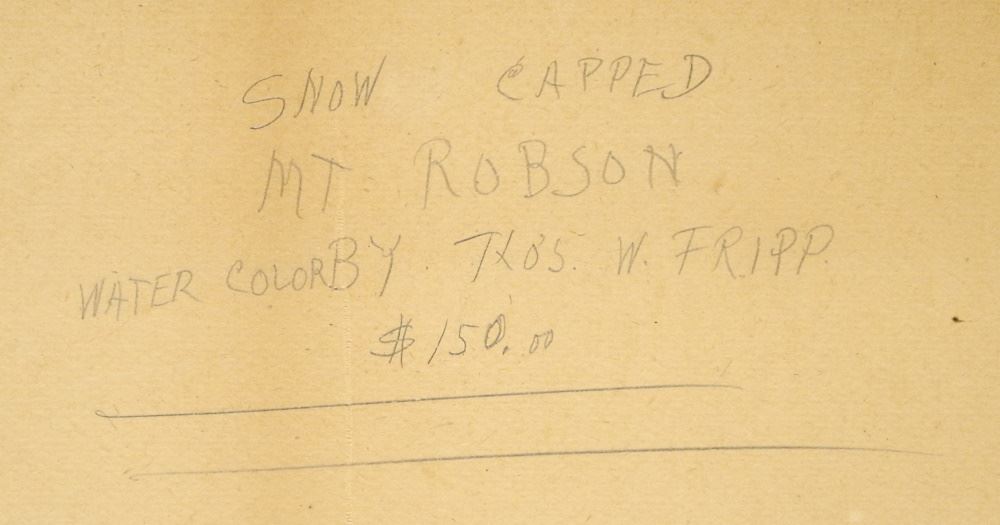 SNOW CAPPED
MT ROBSON
WATER COLOR BY THOS. W. FRIPP.
$150.00